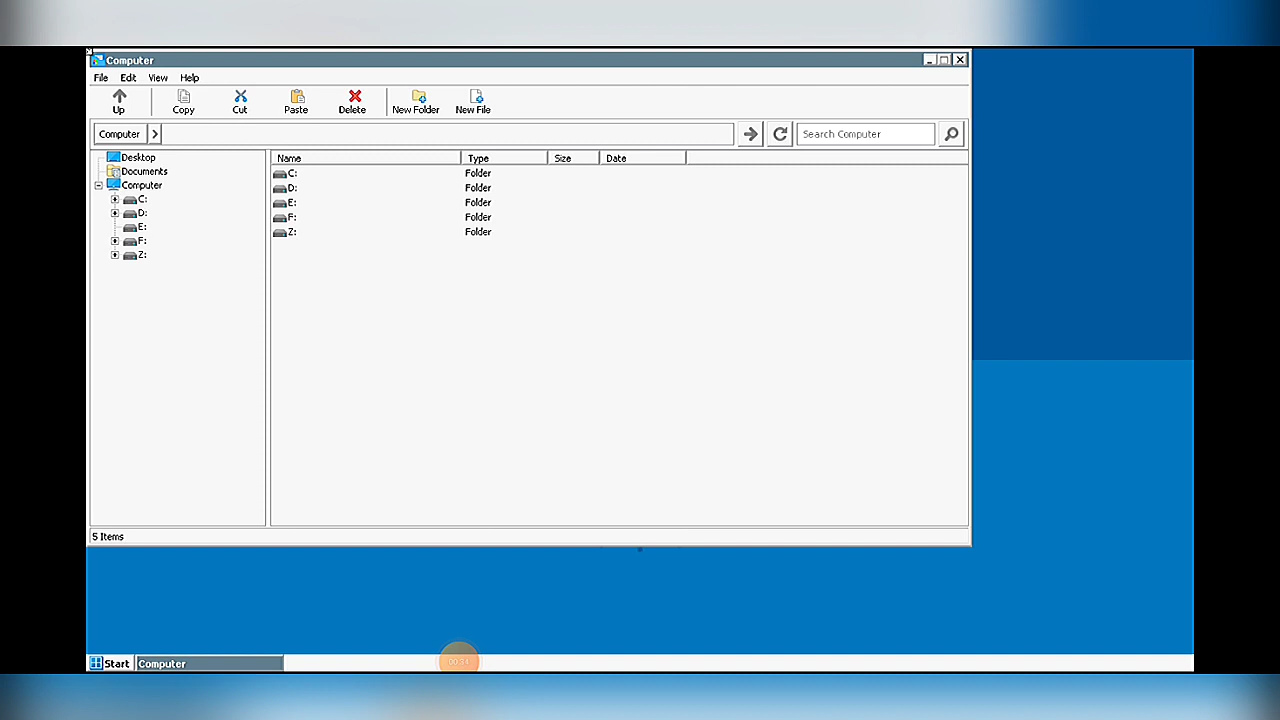 Computer
File Edit View Help
Up Copy Cut Paste Delete New Folder New File
Computer Search Computer
Desktop
Documents
Computer
C:
D:
E:
F:
Z:
Name Type Size Date
C: Folder
D: Folder
E: Folder
F: Folder
Z: Folder
5 Items
Start Computer